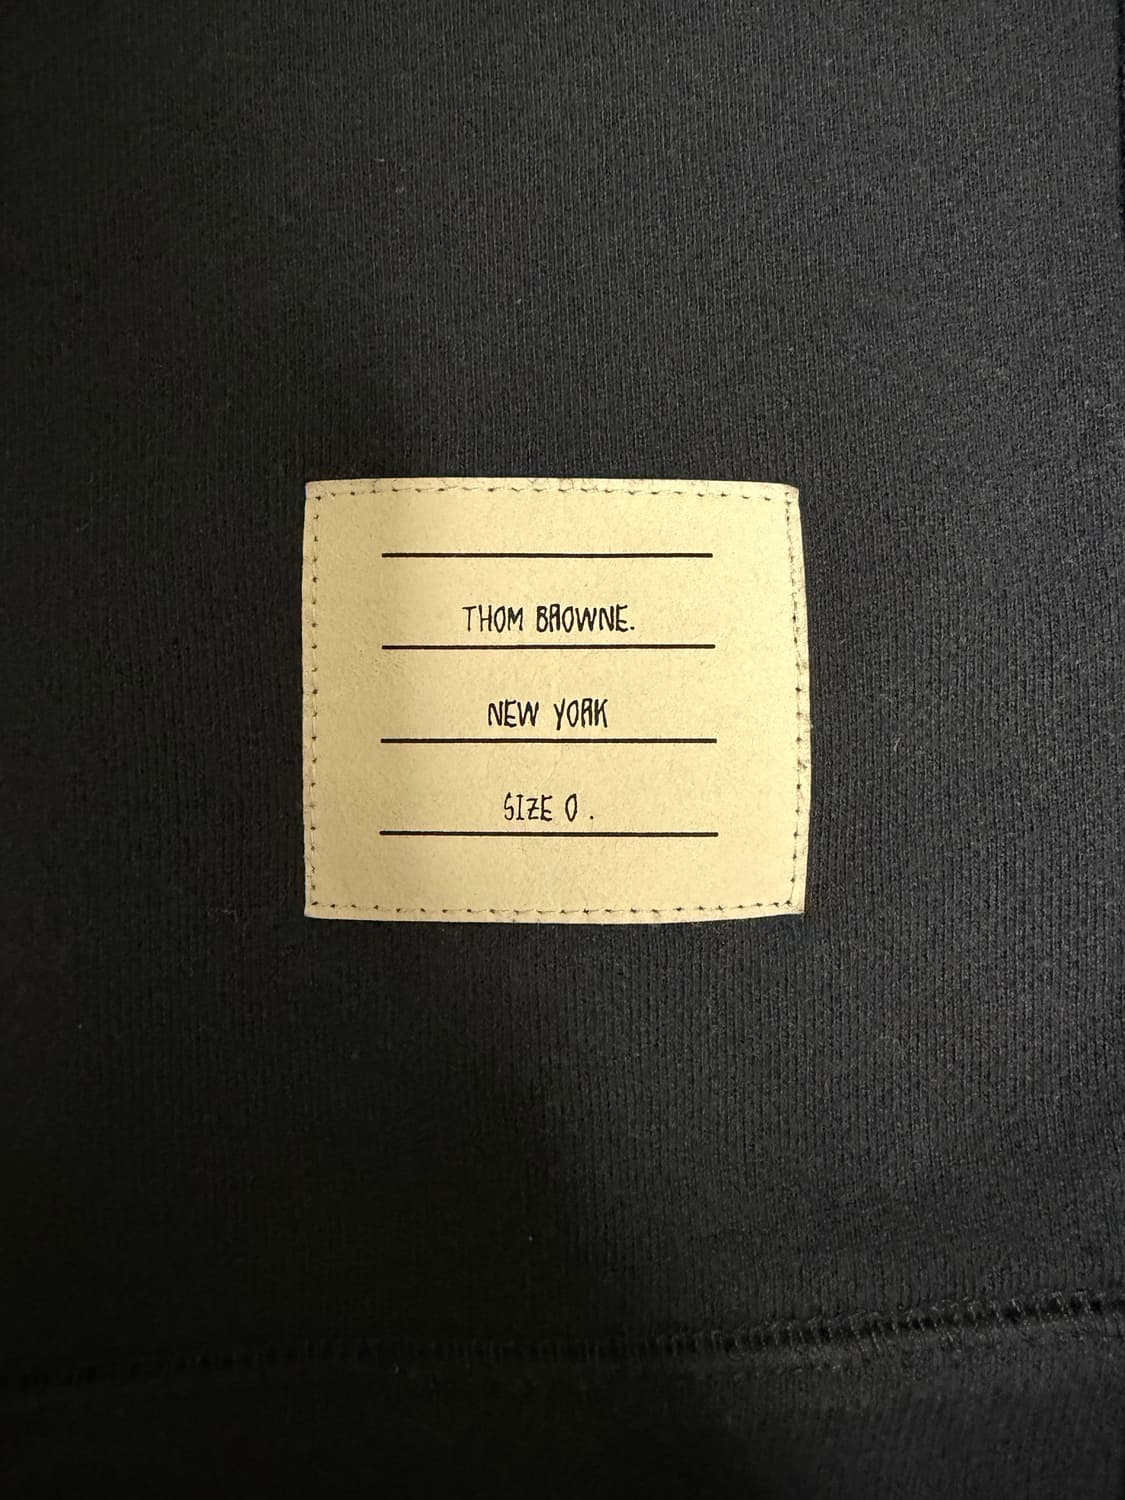 THOM BROWNE.
NEW YORK
SIZE 0 .